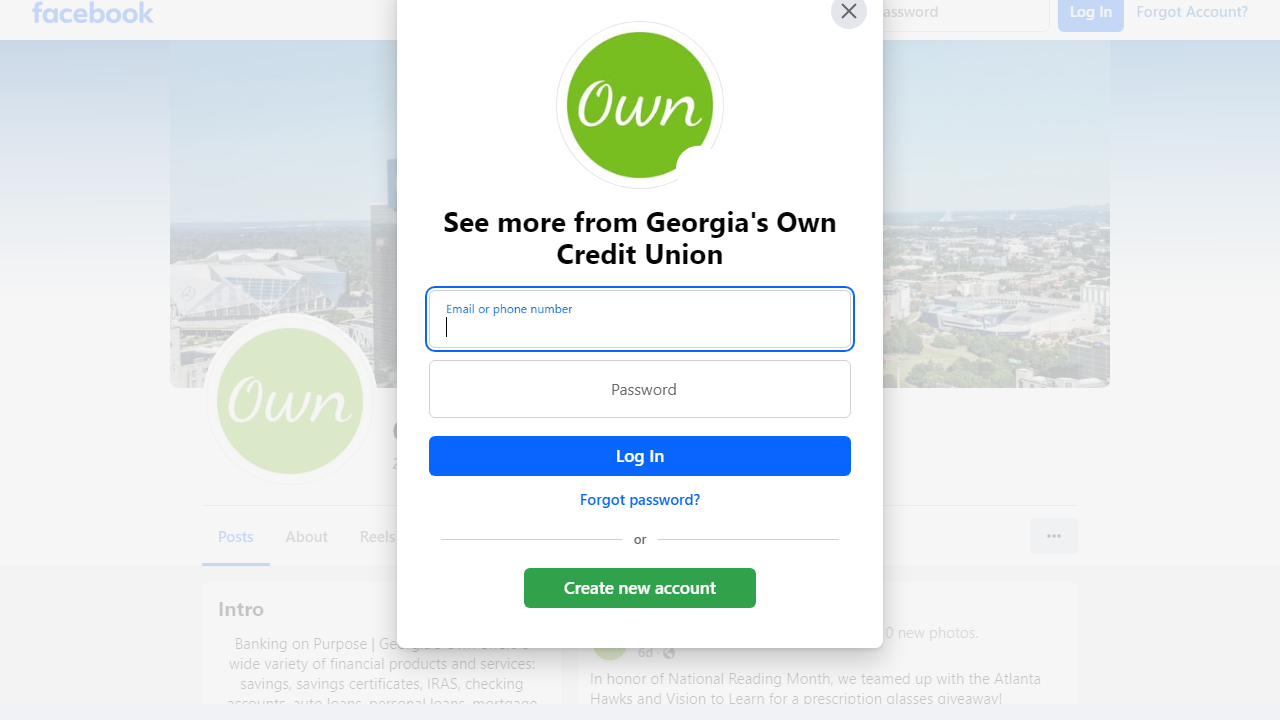 facebook
assword
Log In
Forgot Account?
Own
See more from Georgia's Own
Credit Union
Email or phone number
Password
Log In
Forgot password?
or
Create new account
Own
Posts
About
Reels
Intro
Banking on Purpose | Georgia's Own offers a
wide variety of financial products and services:
savings, savings certificates, IRAS, checking
accounts, auto loans, personal loans, mortgage
0 new photos.
6d ·
In honor of National Reading Month, we teamed up with the Atlanta
Hawks and Vision to Learn for a prescription glasses giveaway!